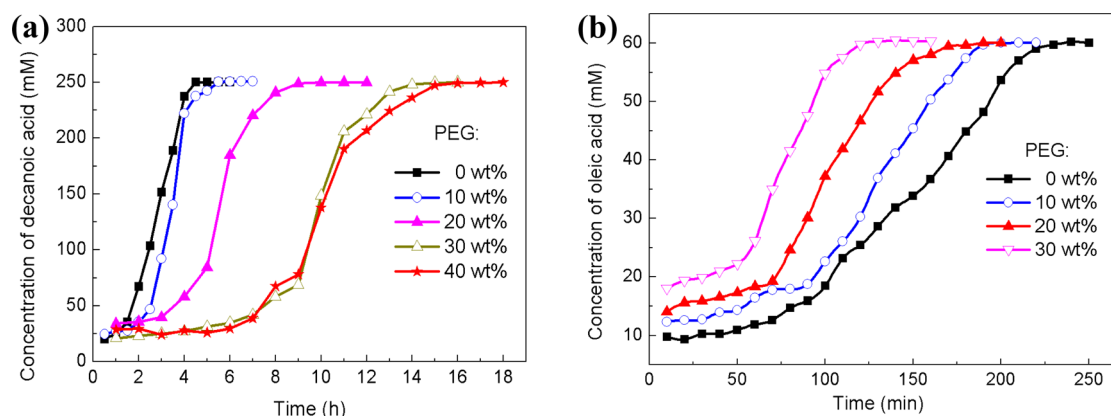 (a)
Concentration of decanoic acid (mM)
300
250
200
150
100
50
0
PEG:
0 wt%
10 wt%
20 wt%
30 wt%
40 wt%
0 2 4 6 8 10 12 14 16 18
Time (h)
(b)
Concentration of oleic acid (mM)
60
50
40
30
20
10
PEG:
0 wt%
10 wt%
20 wt%
30 wt%
0 50 100 150 200 250
Time (min)